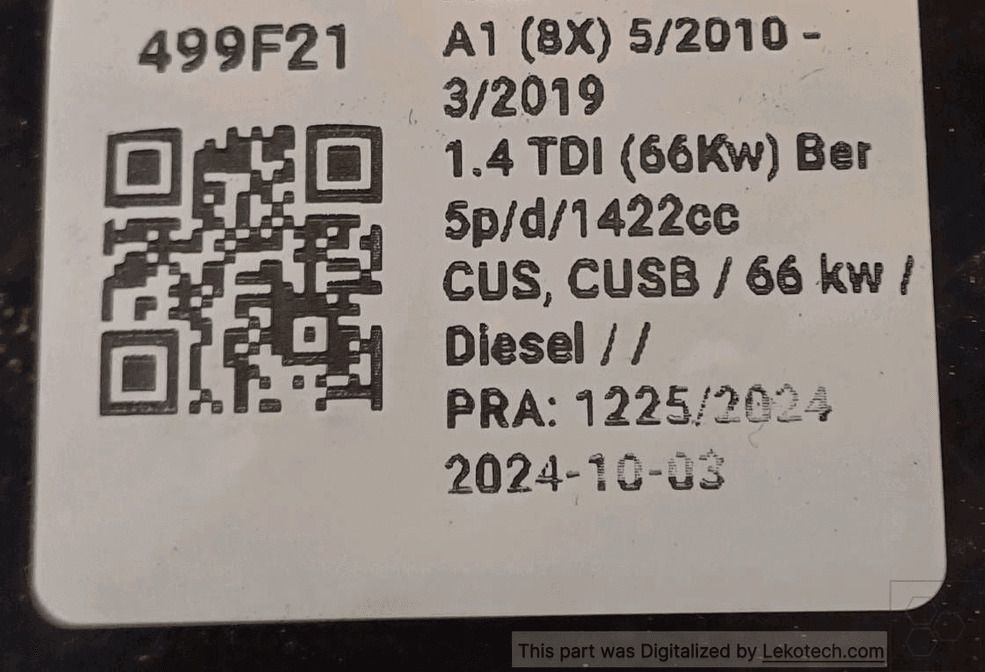 499F21
A1 (8X) 5/2010 -
3/2019
1.4 TDI (66Kw) Ber
5p/d/1422cc
CUS, CUSB / 66 kw /
Diesel / /
PRA: 1225/2024
2024-10-03
This part was Digitalized by Lekotech.com